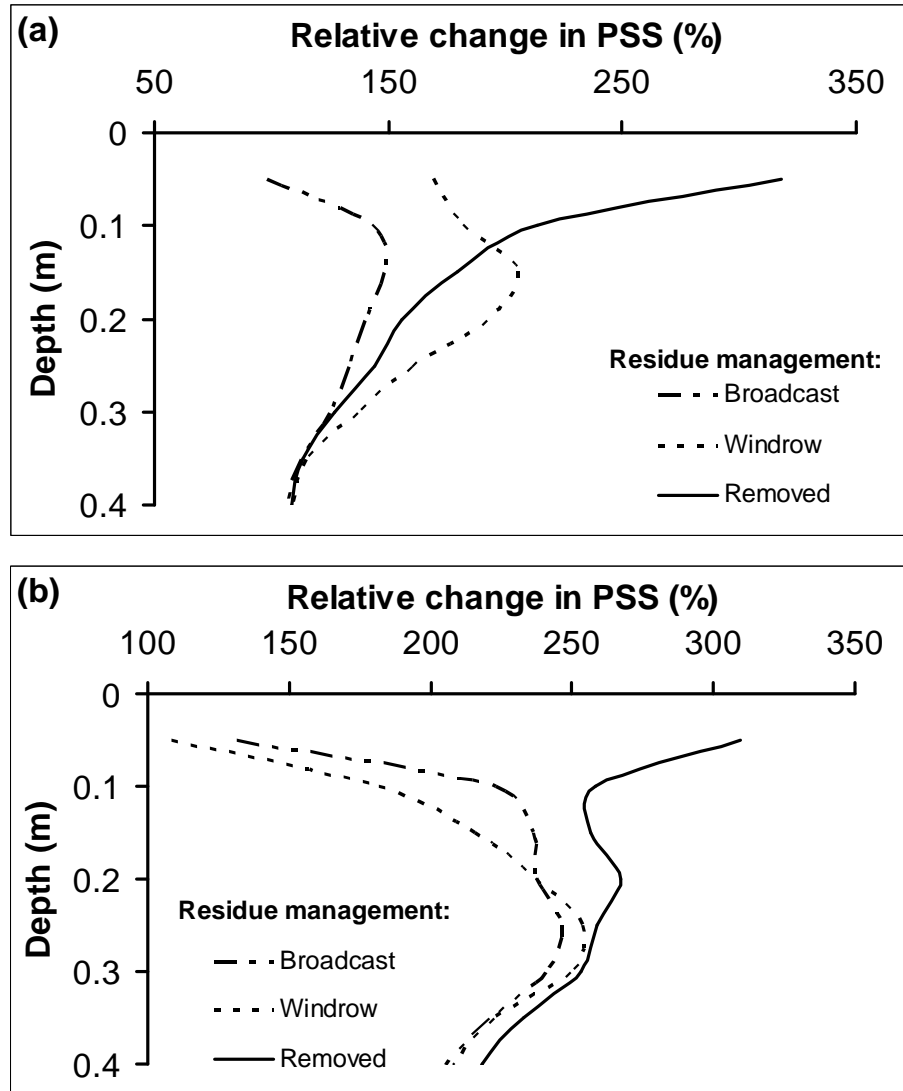 (a)
Relative change in PSS (%)
50 150 250 350
0
0.1
0.2
0.3
0.4
Depth (m)
Residue management:
Broadcast
Windrow
Removed
(b)
Relative change in PSS (%)
100 150 200 250 300 350
0
0.1
0.2
0.3
0.4
Depth (m)
Residue management:
Broadcast
Windrow
Removed